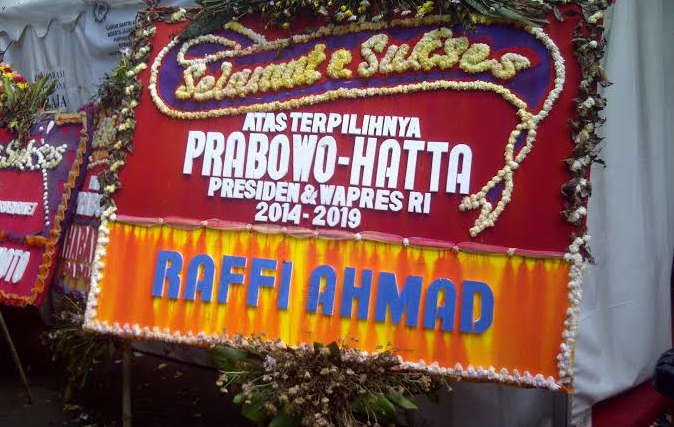 Selamat & Sukses
ATAS TERPILIHNYA
PRABOWO-HATTA
PRESIDEN & WAPRES RI
2014-2019
RAFFI AHMAD